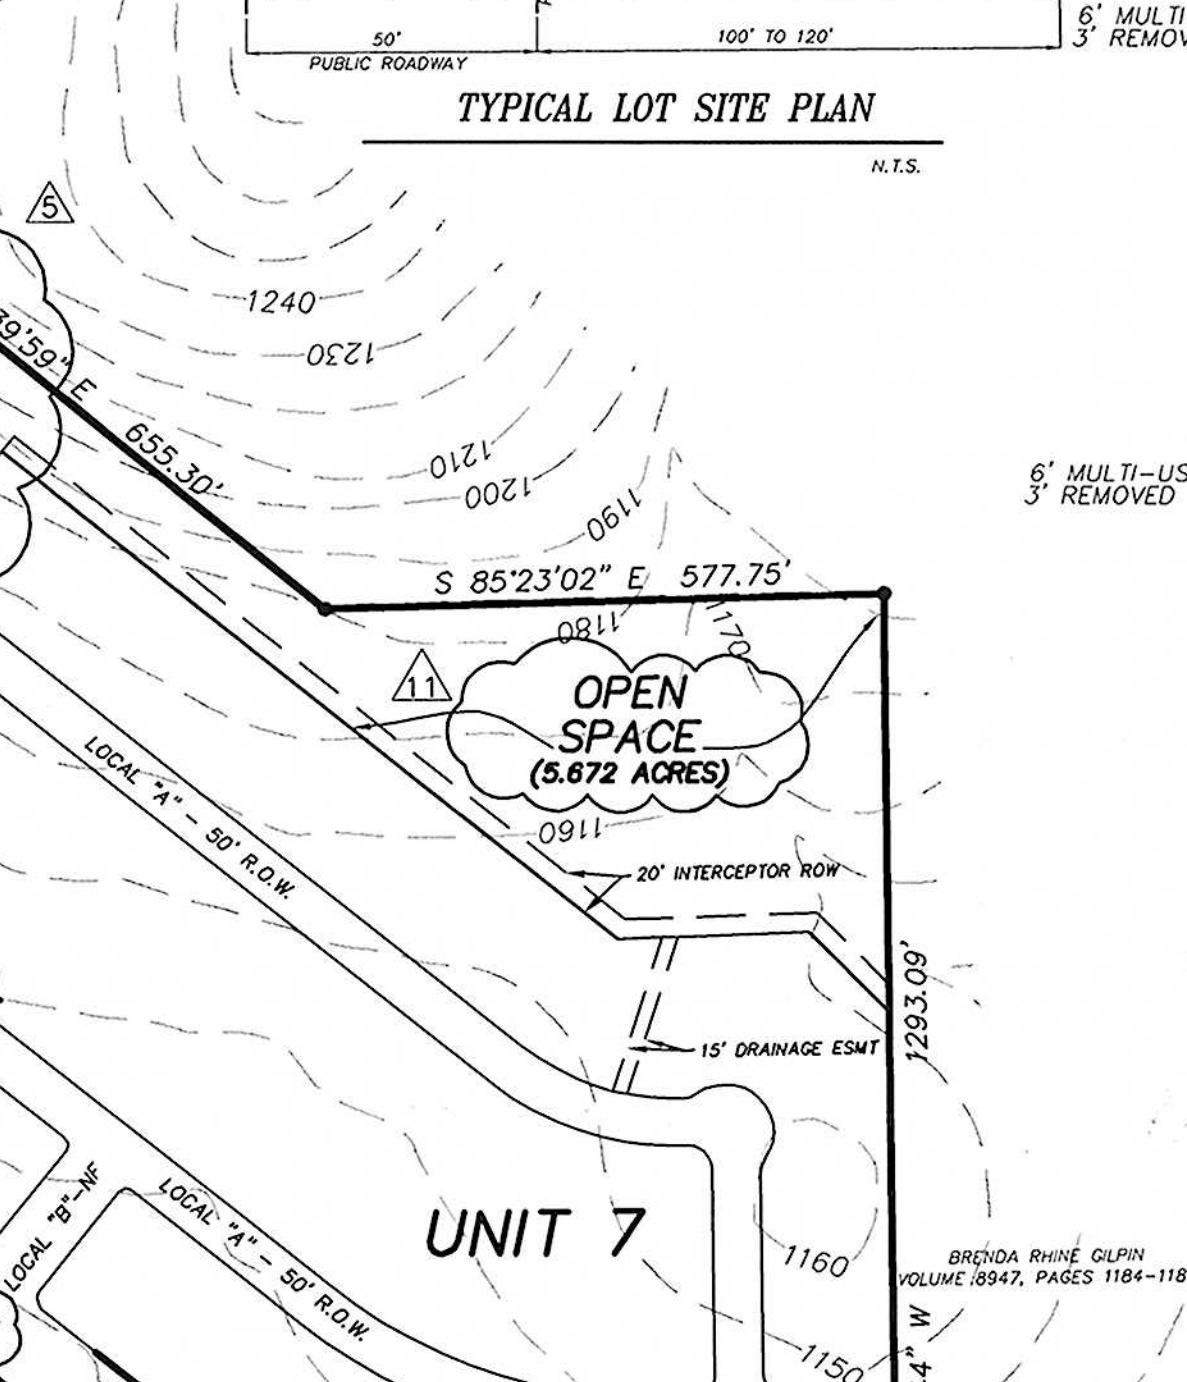 6' MULTI
3' REMOV
50'
100' TO 120'
PUBLIC ROADWAY
TYPICAL LOT SITE PLAN
N.T.S.
5
1240
1230
39'59" E
655.30'
1210
1200
1190
6' MULTI-US
3' REMOVED
S 85°23'02" E 577.75'
1180
1170
11
OPEN
SPACE
(5.672 ACRES)
LOCAL "A" - 50' R.O.W.
1160
20' INTERCEPTOR ROW
1293.09'
15' DRAINAGE ESMT
LOCAL "B"-NF
LOCAL "A" - 50' R.O.W.
UNIT 7
1160
BRENDA RHINE GILPIN
VOLUME 8947, PAGES 1184-118
1150
4" W